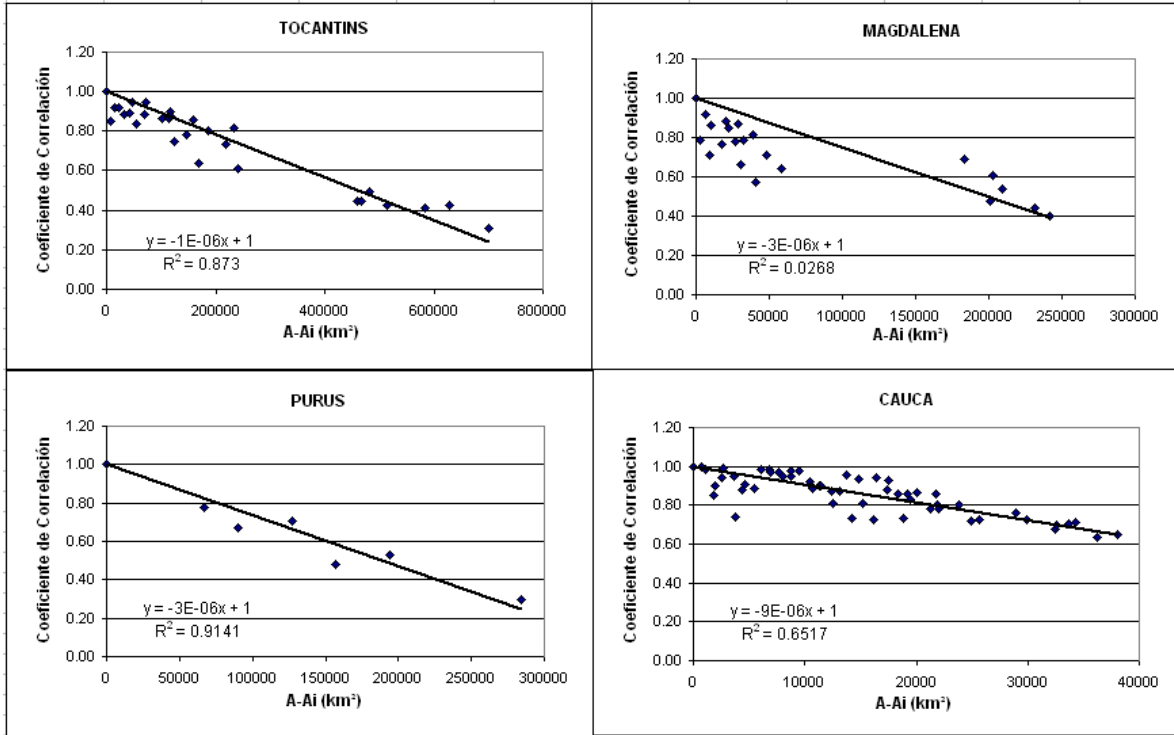 TOCANTINS
1.20
1.00
0.80
0.60
0.40
0.20
0.00
Coeficiente de Correlación
y = -1E-06x + 1
R² = 0.873
0 200000 400000 600000 800000
A-Ai (km²)
MAGDALENA
1.20
1.00
0.80
0.60
0.40
0.20
0.00
Coeficiente de Correlación
y = -3E-06x + 1
R² = 0.0268
0 50000 100000 150000 200000 250000 300000
A-Ai (km²)
PURUS
1.20
1.00
0.80
0.60
0.40
0.20
0.00
Coeficiente de Correlación
y = -3E-06x + 1
R² = 0.9141
0 50000 100000 150000 200000 250000 300000
A-Ai (km²)
CAUCA
1.20
1.00
0.80
0.60
0.40
0.20
0.00
Coeficiente de Correlación
y = -9E-06x + 1
R² = 0.6517
0 10000 20000 30000 40000
A-Ai (km²)